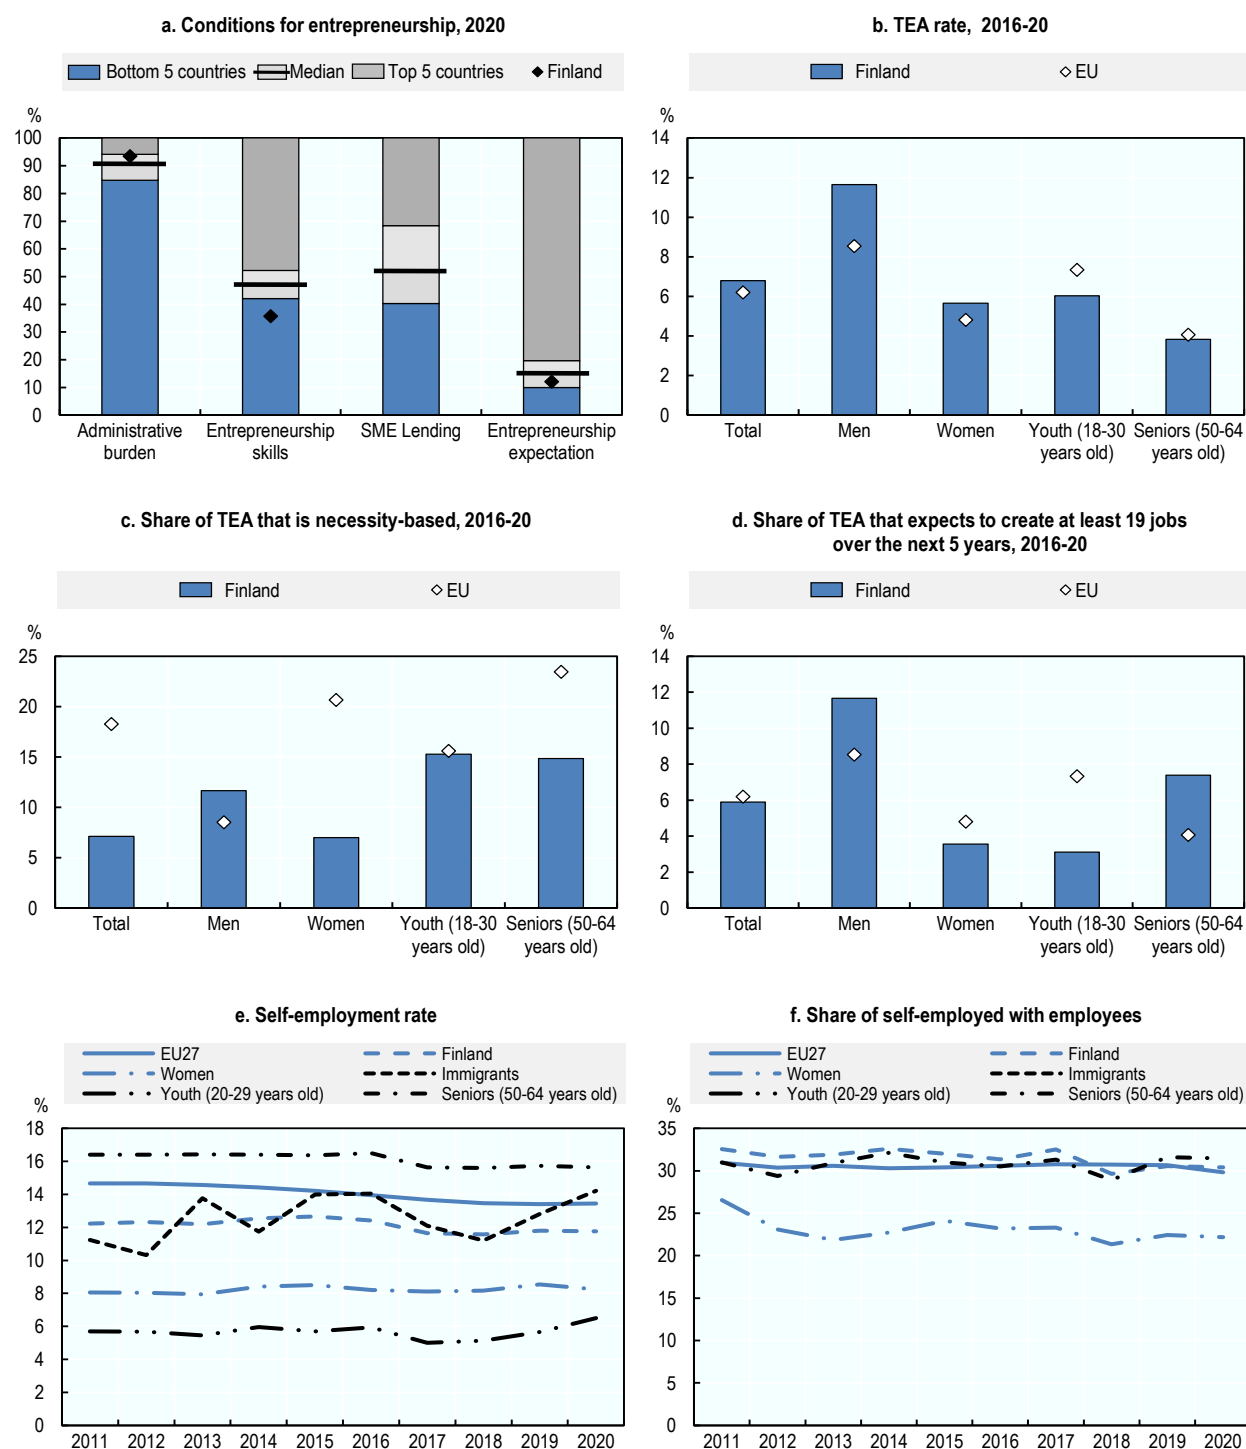 a. Conditions for entrepreneurship, 2020
Bottom 5 countries Median Top 5 countries Finland
%
100
90
80
70
60
50
40
30
20
10
0
Administrative burden
Entrepreneurship skills
SME Lending
Entrepreneurship expectation
b. TEA rate, 2016-20
Finland EU
%
14
12
10
8
6
4
2
0
Total
Men
Women
Youth (18-30 years old)
Seniors (50-64 years old)
c. Share of TEA that is necessity-based, 2016-20
Finland EU
%
25
20
15
10
5
0
Total
Men
Women
Youth (18-30 years old)
Seniors (50-64 years old)
d. Share of TEA that expects to create at least 19 jobs
over the next 5 years, 2016-20
Finland EU
%
14
12
10
8
6
4
2
0
Total
Men
Women
Youth (18-30 years old)
Seniors (50-64 years old)
e. Self-employment rate
EU27 Finland
Women Immigrants
Youth (20-29 years old) Seniors (50-64 years old)
%
18
16
14
12
10
8
6
4
2
0
2011 2012 2013 2014 2015 2016 2017 2018 2019 2020
f. Share of self-employed with employees
EU27 Finland
Women Immigrants
Youth (20-29 years old) Seniors (50-64 years old)
%
35
30
25
20
15
10
5
0
2011 2012 2013 2014 2015 2016 2017 2018 2019 2020